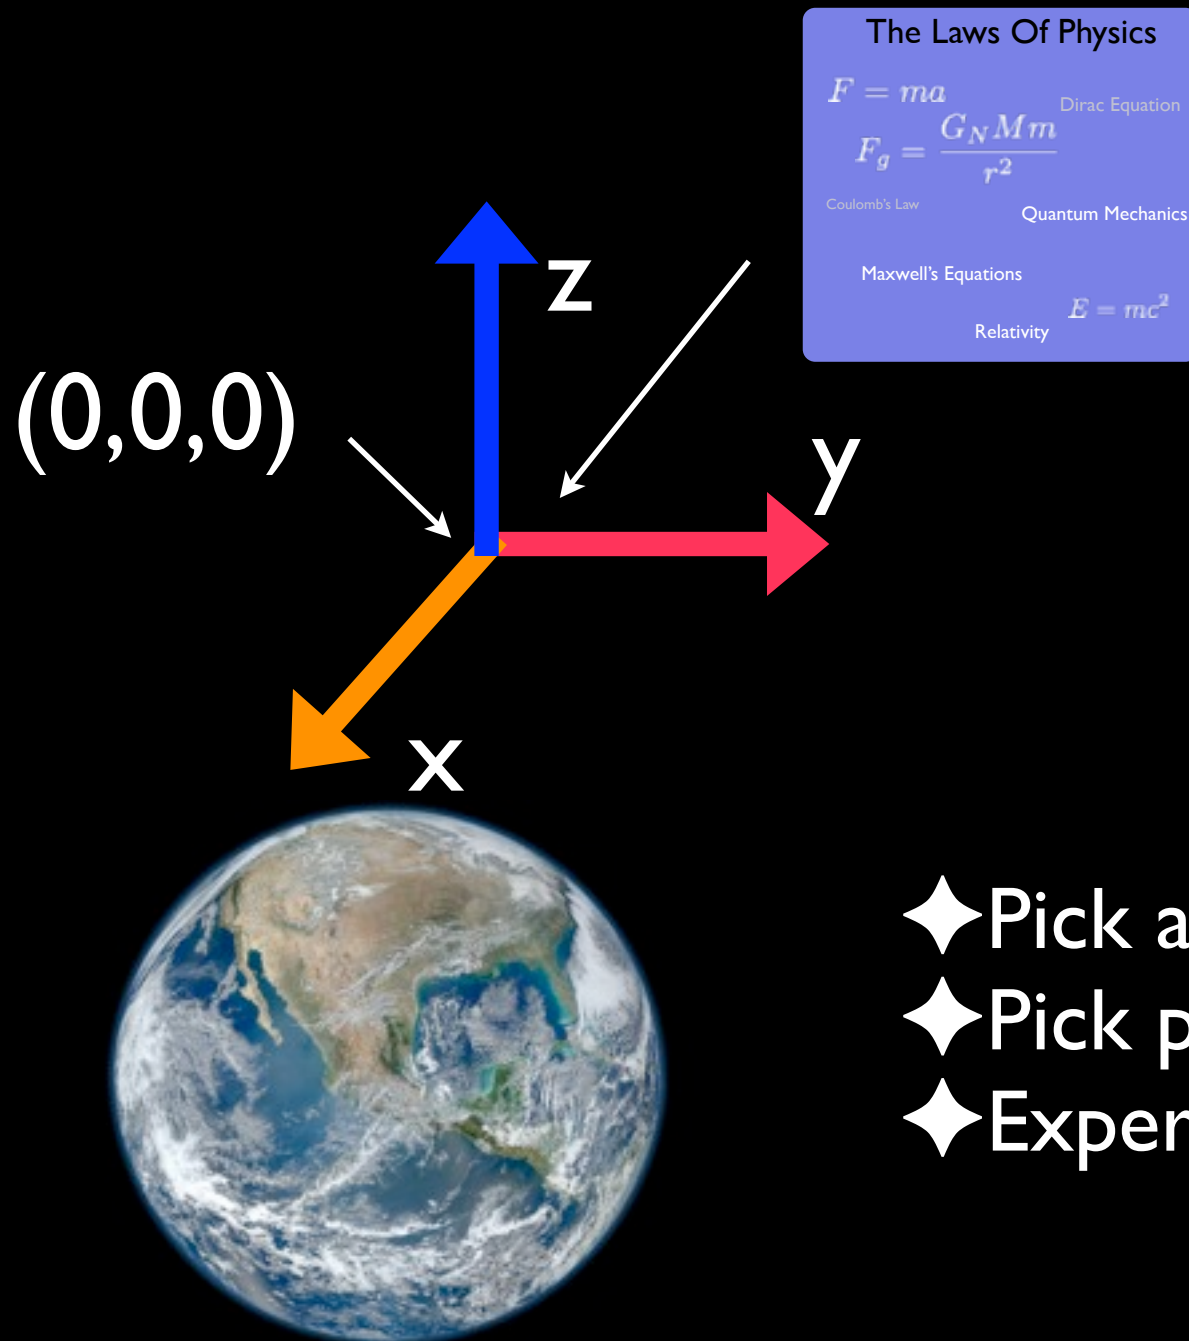 The Laws Of Physics
F = ma
Dirac Equation
F_g = \frac{G_N M m}{r^2}
Coulomb's Law
Quantum Mechanics
Maxwell's Equations
E = mc^2
Relativity
z
(0,0,0)
y
x
Pick a
Pick p
Exper